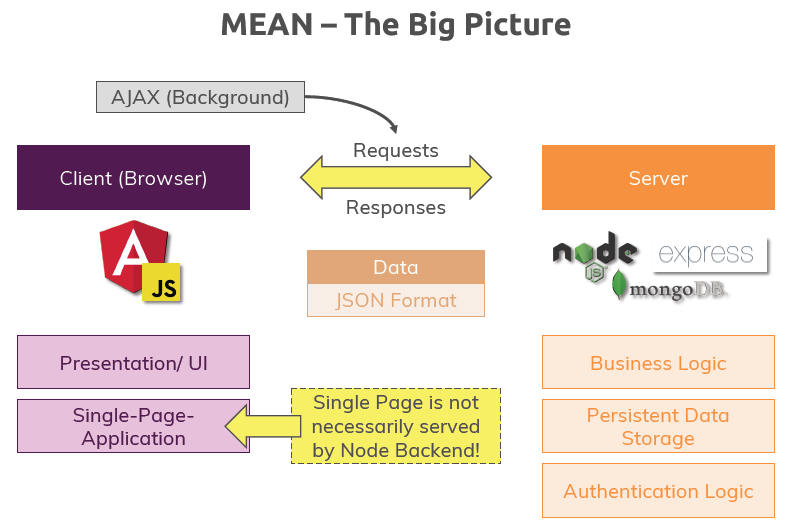 MEAN – The Big Picture
AJAX (Background)
Requests
Client (Browser)
Server
Responses
A
JS
node
JS
express
mongoDB
Data
JSON Format
Presentation/ UI
Business Logic
Single-Page-
Application
Single Page is not
necessarily served
by Node Backend!
Persistent Data
Storage
Authentication Logic